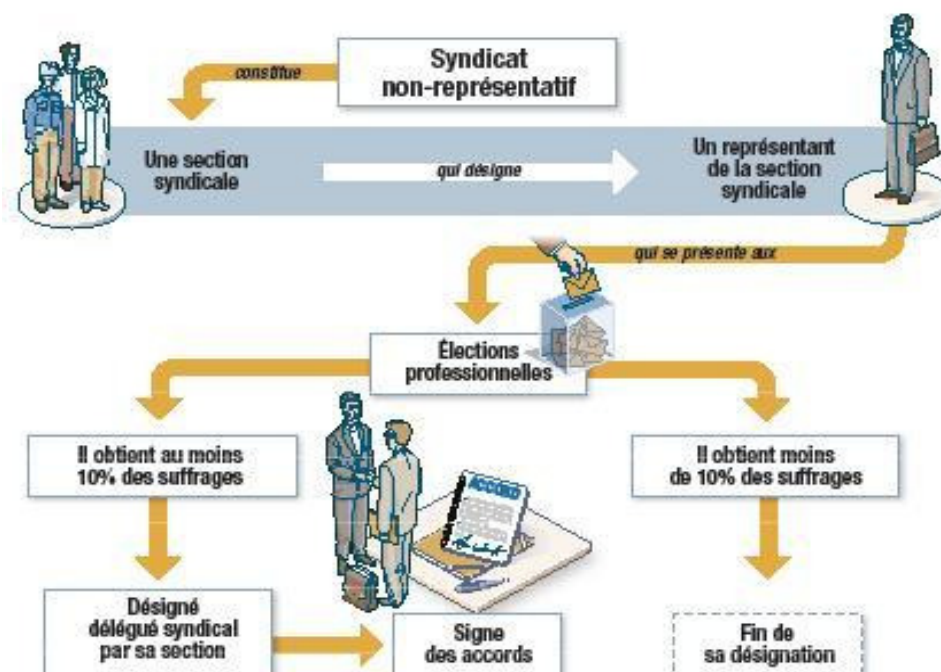 Syndicat
non-représentatif
constitue
Une section
syndicale
qui désigne
Un représentant
de la section
syndicale
qui se présente aux
Élections
professionnelles
Il obtient au moins
10% des suffrages
Il obtient moins
de 10% des suffrages
ACCORD
Désigné
délégué syndical
par sa section
Signe
des accords
Fin de
sa désignation